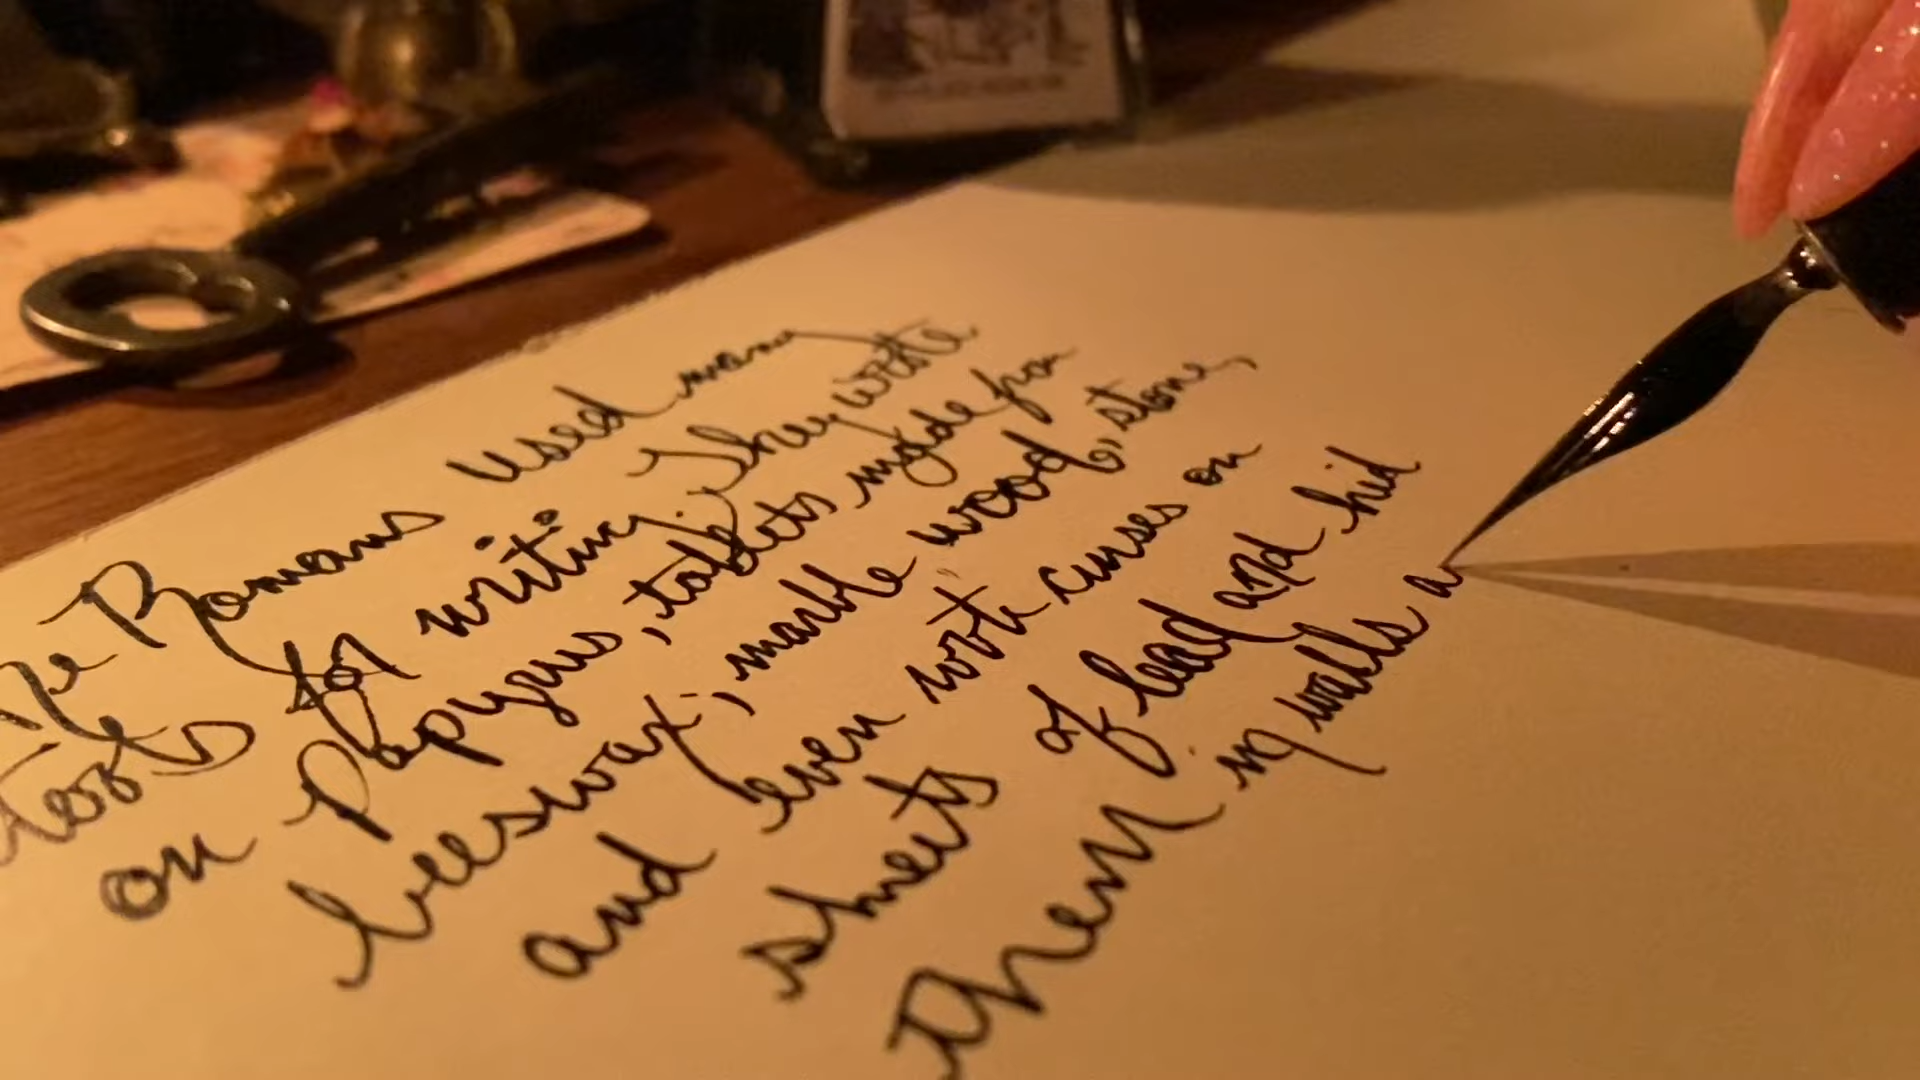 The Romans used many
tools for writing. They wrote
on Papyrus, tablets made from
beeswax, marble, wood, stone,
and even wrote curses on
sheets of lead and hid
them in walls a